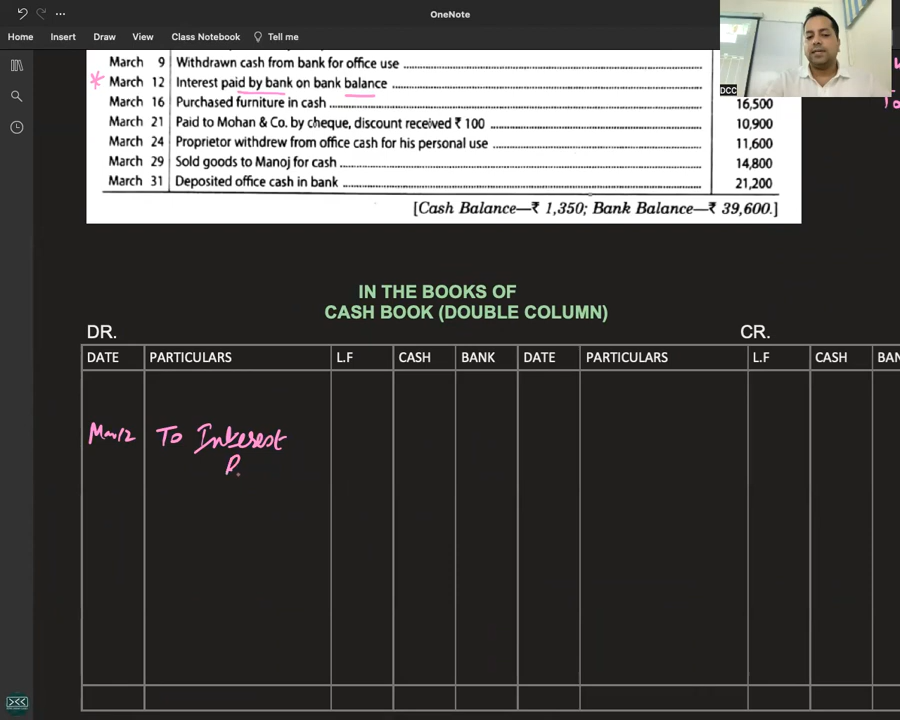 OneNote
Home Insert Draw View Class Notebook Tell me
March 9 Withdrawn cash from bank for office use
* March 12 Interest paid by bank on bank balance
March 16 Purchased furniture in cash 16,500
March 21 Paid to Mohan & Co. by cheque, discount received ₹ 100 10,900
March 24 Proprietor withdrew from office cash for his personal use 11,600
March 29 Sold goods to Manoj for cash 14,800
March 31 Deposited office cash in bank 21,200
[Cash Balance—₹ 1,350; Bank Balance—₹ 39,600.]
DCC
IN THE BOOKS OF
CASH BOOK (DOUBLE COLUMN)
DR. CR.
DATE PARTICULARS L.F CASH BANK DATE PARTICULARS L.F CASH BAN
Mar12 To Interest
R